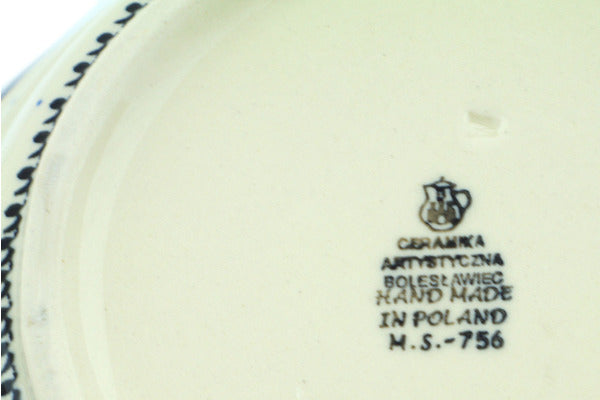 CERAMIKA
ARTYSTYCZNA
BOLESŁAWIEC
HAND MADE
IN POLAND
M.S.-756